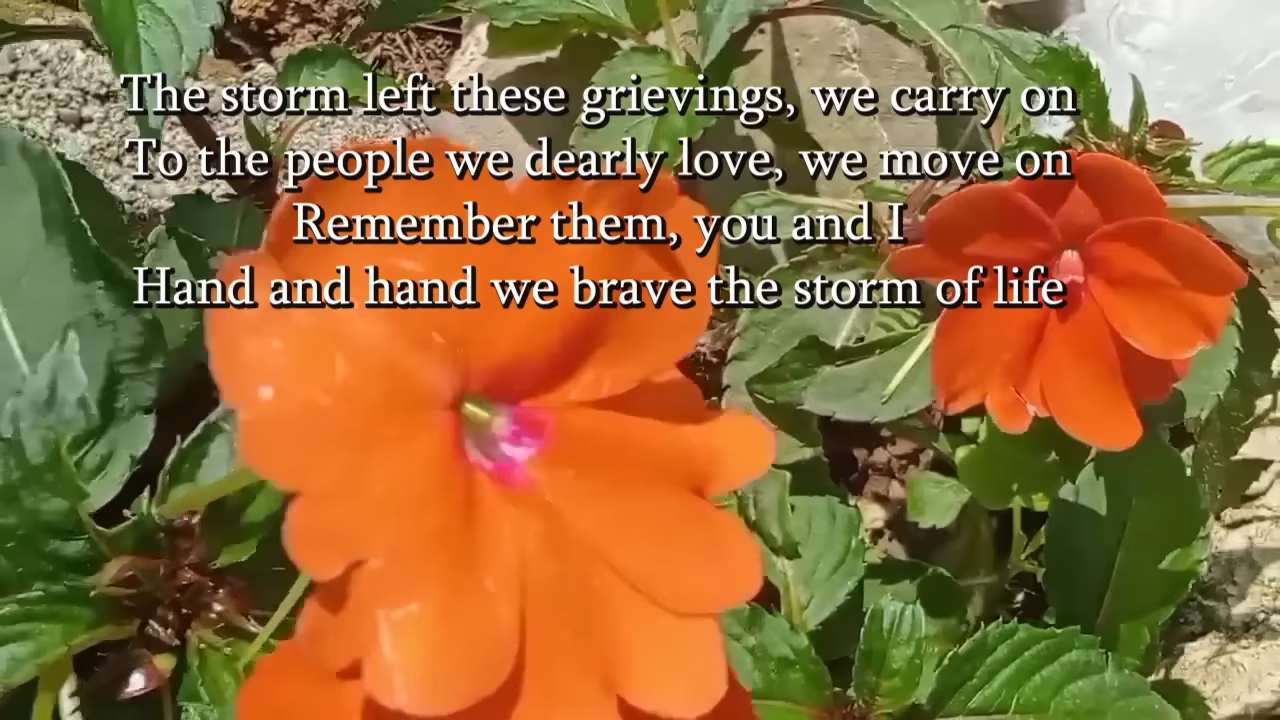 The storm left these grievings, we carry on
To the people we dearly love, we move on
Remember them, you and I
Hand and hand we brave the storm of life